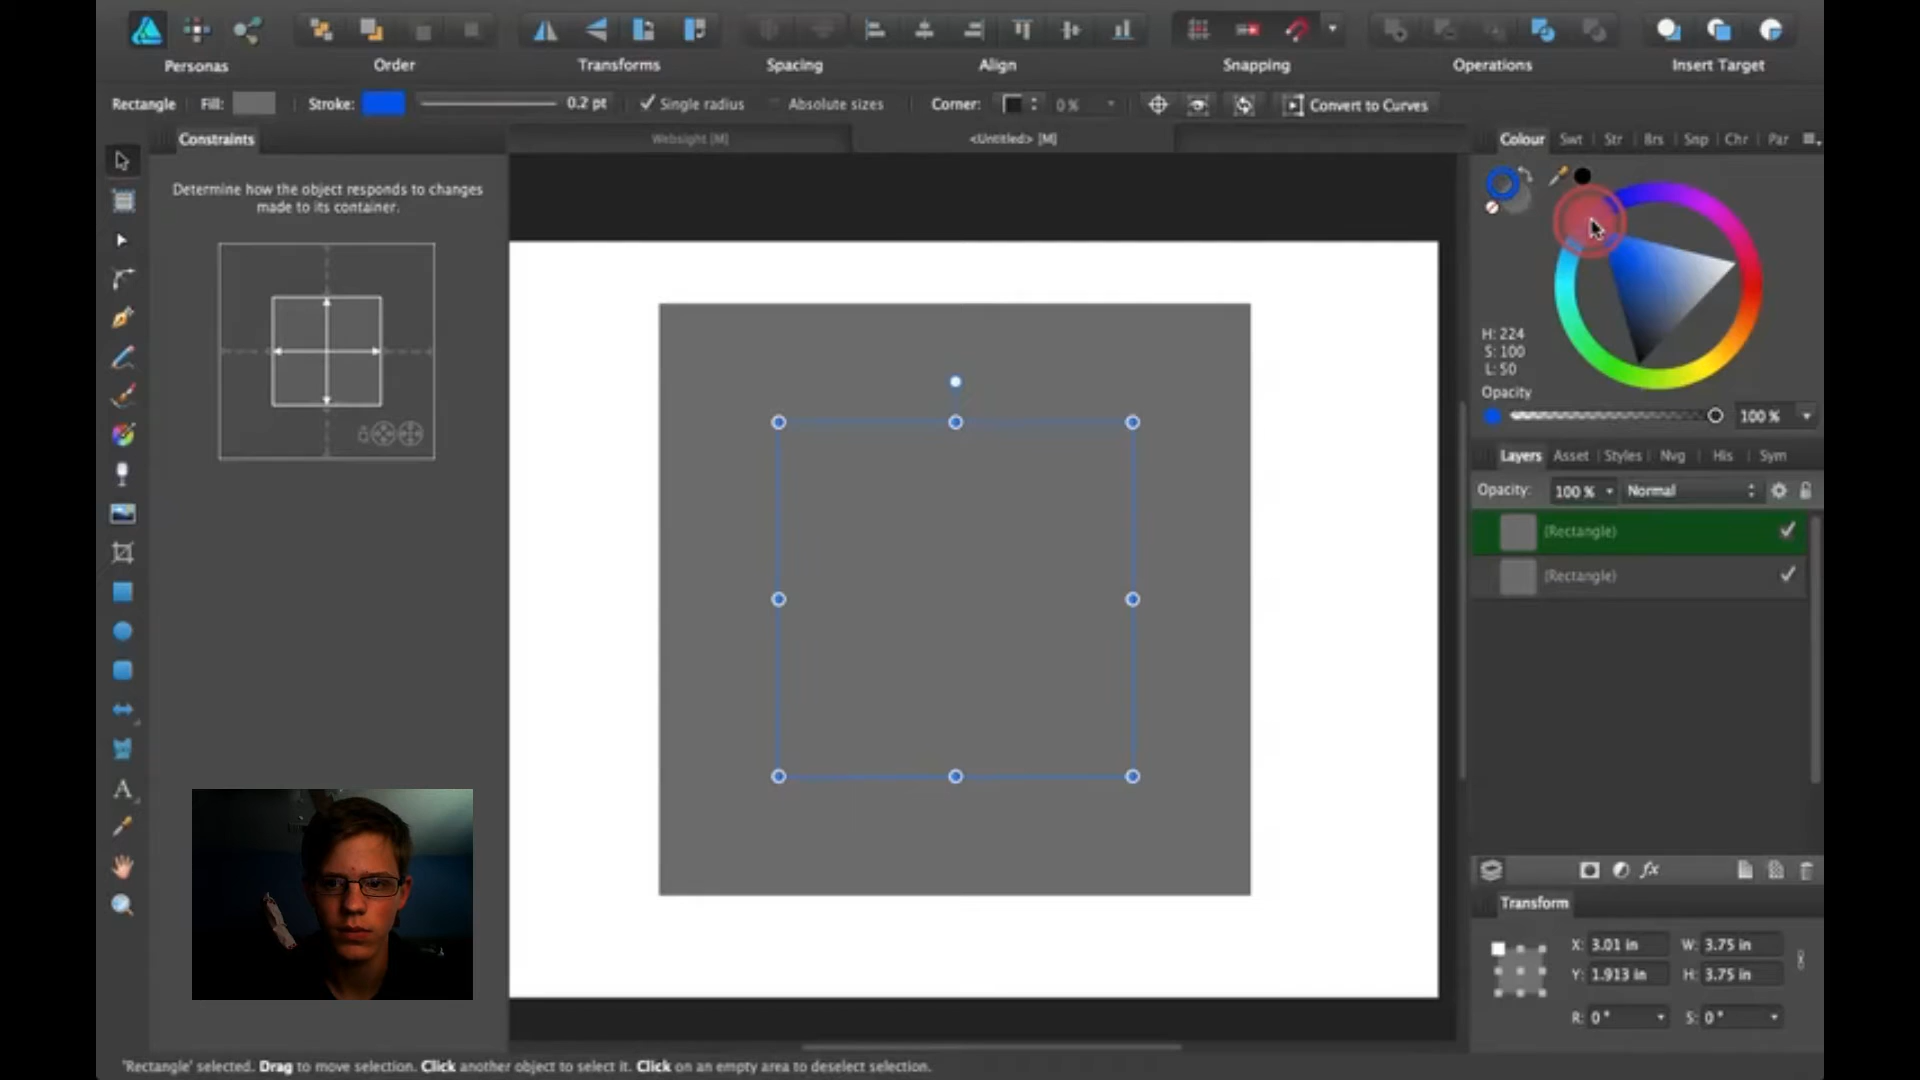 Personas
Order
Transforms
Spacing
Align
Snapping
Operations
Insert Target
Rectangle Fill: Stroke: 0.2 pt Single radius Absolute sizes Corner: 0 % Convert to Curves
Constraints
Websight [M]
<Untitled> [M]
Colour Swt Str Brs Snp Chr Par
Determine how the object responds to changes
made to its container.
H: 224
S: 100
L: 50
Opacity
100 %
Layers Asset Styles Nvg His Sym
Opacity: 100 % Normal
(Rectangle)
(Rectangle)
fx
Transform
X: 3.01 in W: 3.75 in
Y: 1.913 in H: 3.75 in
R: 0 ° S: 0 °
'Rectangle' selected. Drag to move selection. Click another object to select it. Click on an empty area to deselect selection.